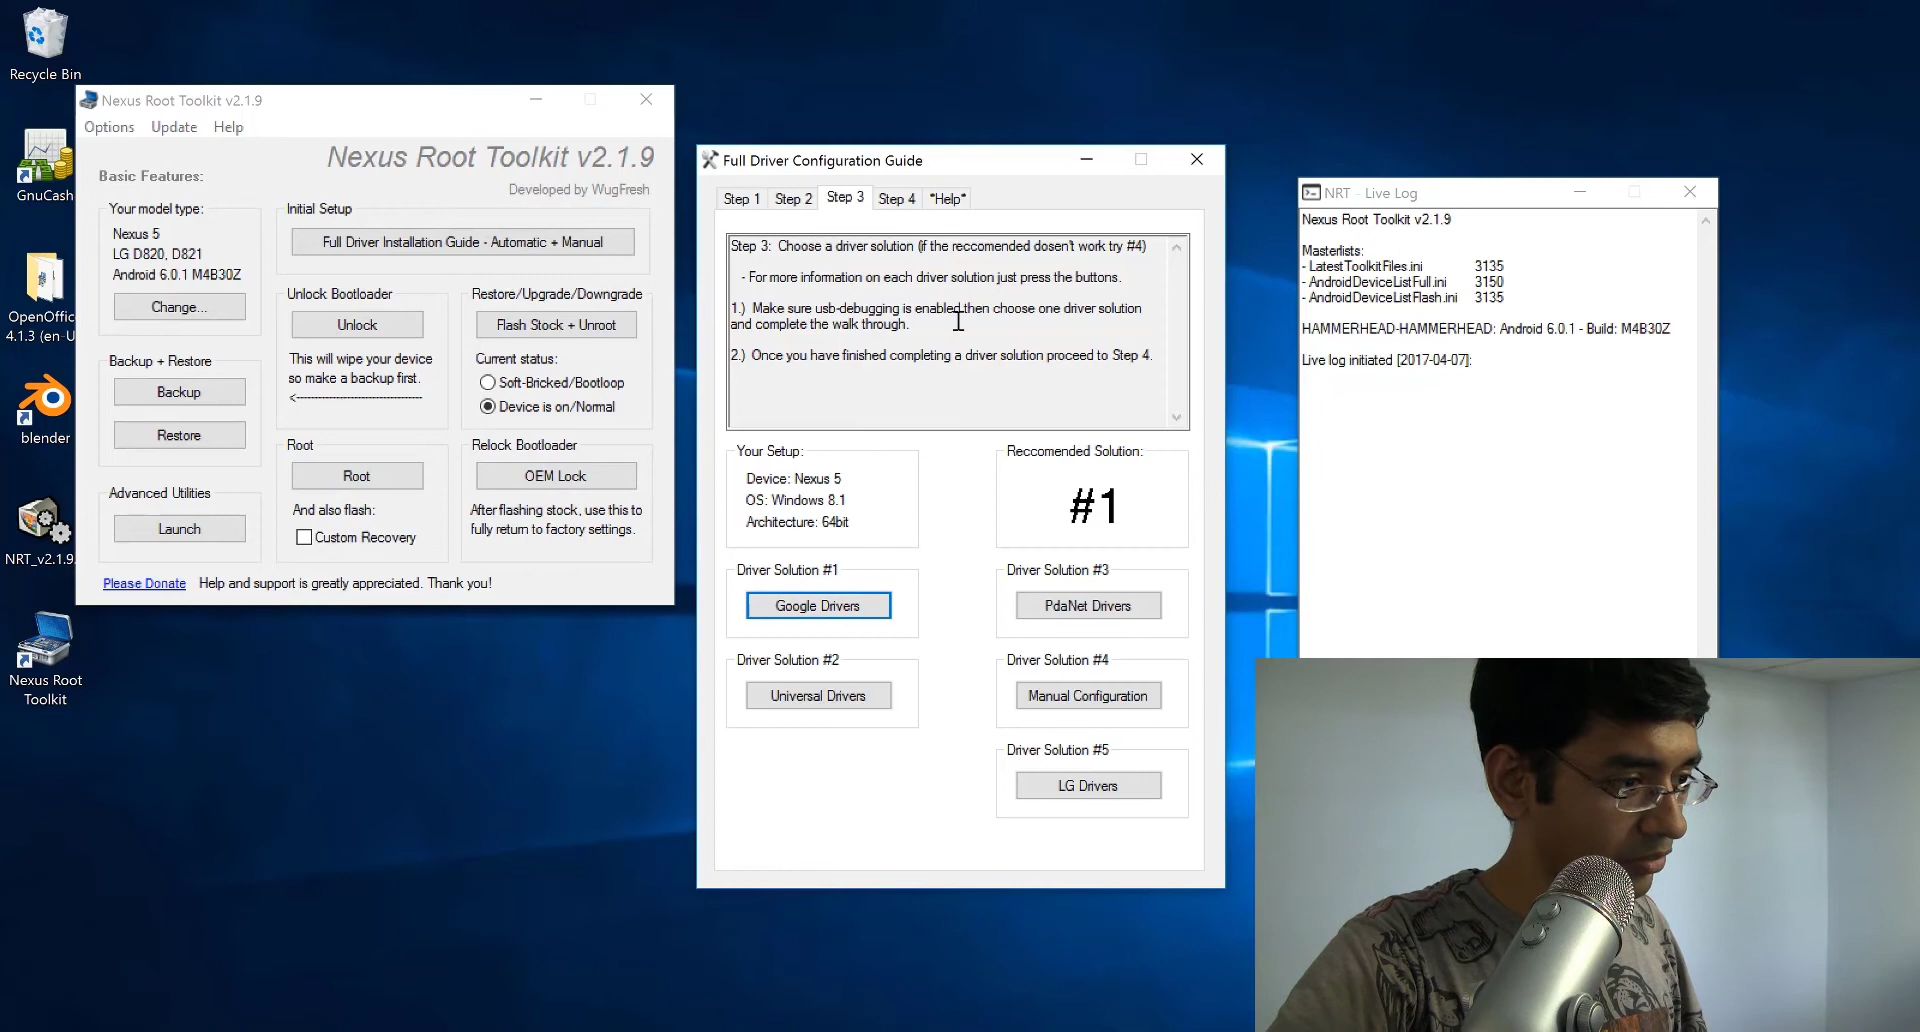 Recycle Bin
GnuCash
OpenOffic
4.1.3 (en-U
blender
NRT_v2.1.9.
Nexus Root
Toolkit
Nexus Root Toolkit v2.1.9
Options Update Help
Nexus Root Toolkit v2.1.9
Developed by WugFresh
Basic Features:
Your model type:
Nexus 5
LG D820, D821
Android 6.0.1 M4B30Z
Change...
Backup + Restore
Backup
Restore
Advanced Utilities
Launch
Initial Setup
Full Driver Installation Guide - Automatic + Manual
Unlock Bootloader
Unlock
This will wipe your device
so make a backup first.
<-----------------------------------
Restore/Upgrade/Downgrade
Flash Stock + Unroot
Current status:
Soft-Bricked/Bootloop
Device is on/Normal
Root
Root
And also flash:
Custom Recovery
Relock Bootloader
OEM Lock
After flashing stock, use this to
fully return to factory settings.
Please Donate Help and support is greatly appreciated. Thank you!
Full Driver Configuration Guide
Step 1 Step 2 Step 3 Step 4 *Help*
Step 3: Choose a driver solution (if the reccomended dosen't work try #4)
- For more information on each driver solution just press the buttons.
1.) Make sure usb-debugging is enabled then choose one driver solution
and complete the walk through.
2.) Once you have finished completing a driver solution proceed to Step 4.
Your Setup:
Device: Nexus 5
OS: Windows 8.1
Architecture: 64bit
Reccomended Solution:
#1
Driver Solution #1
Google Drivers
Driver Solution #3
PdaNet Drivers
Driver Solution #2
Universal Drivers
Driver Solution #4
Manual Configuration
Driver Solution #5
LG Drivers
NRT - Live Log
Nexus Root Toolkit v2.1.9
Masterlists:
- LatestToolkitFiles.ini 3135
- AndroidDeviceListFull.ini 3150
- AndroidDeviceListFlash.ini 3135
HAMMERHEAD-HAMMERHEAD: Android 6.0.1 - Build: M4B30Z
Live log initiated [2017-04-07]: